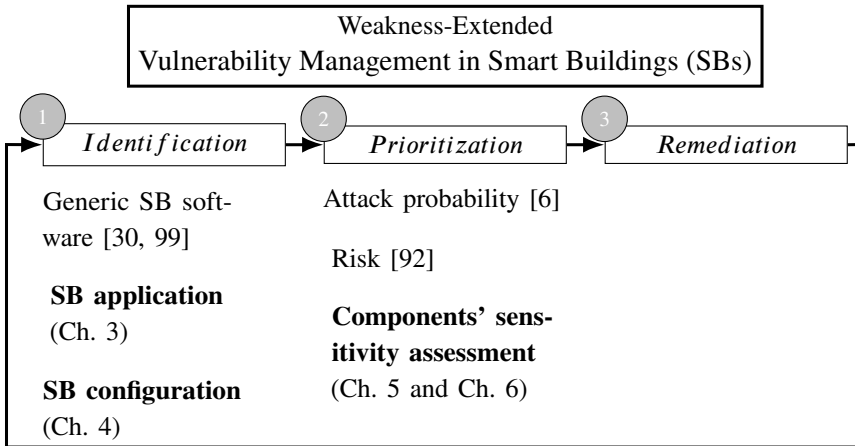 Weakness-Extended
Vulnerability Management in Smart Buildings (SBs)
1
Identification
2
Prioritization
3
Remediation
Generic SB soft-
ware [30, 99]
SB application
(Ch. 3)
SB configuration
(Ch. 4)
Attack probability [6]
Risk [92]
Components' sens-
itivity assessment
(Ch. 5 and Ch. 6)